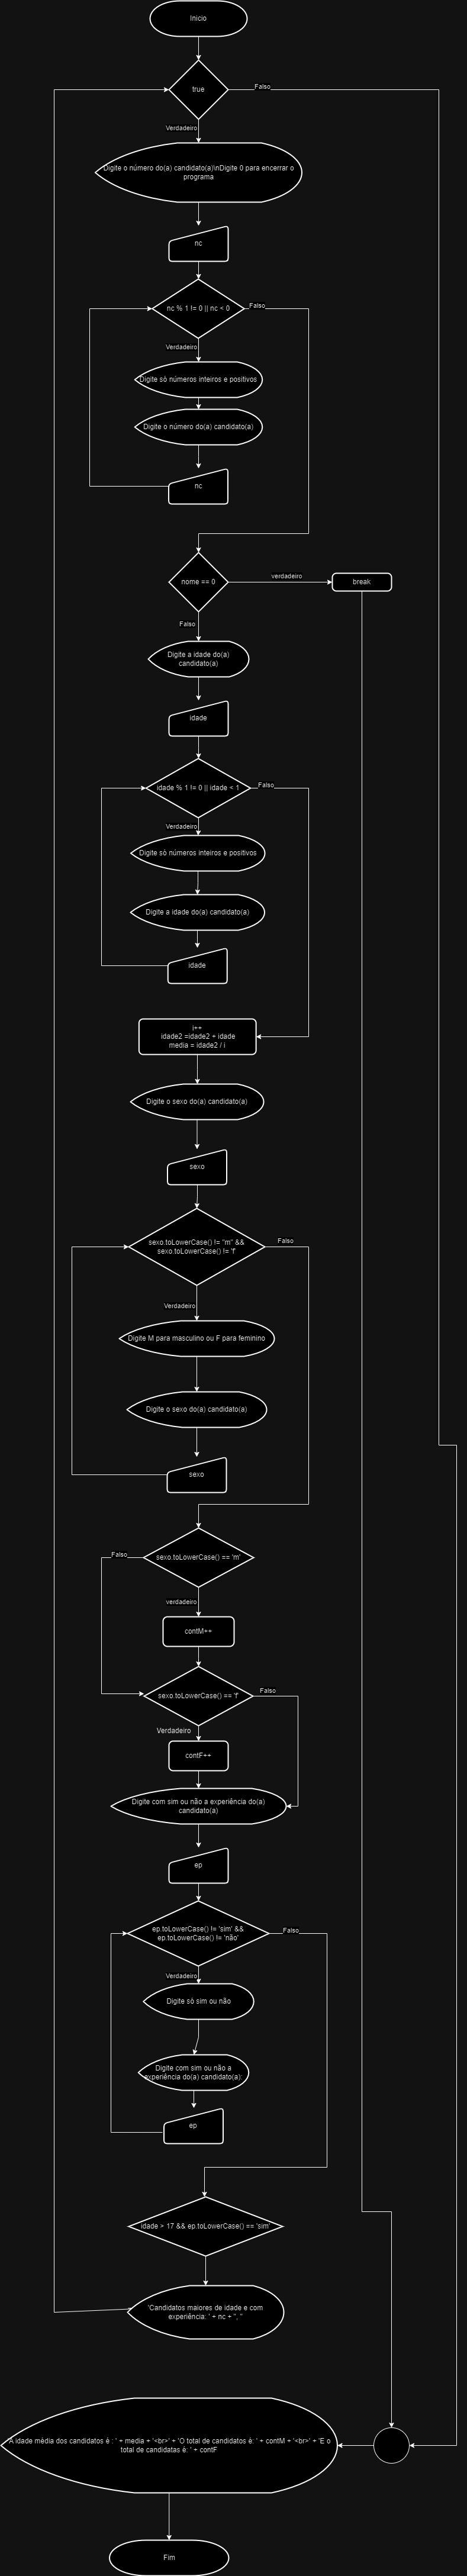 Inicio
true
Falso
Verdadeiro
Digite o número do(a) candidato(a)\nDigite 0 para encerrar o
programa
nc
nc % 1 != 0 || nc < 0
Falso
Verdadeiro
Digite só números inteiros e positivos
Digite o número do(a) candidato(a)
nc
nome == 0
verdadeiro
break
Falso
Digite a idade do(a)
candidato(a)
idade
idade % 1 != 0 || idade < 1
Falso
Verdadeiro
Digite só números inteiros e positivos
Digite a idade do(a) candidato(a)
idade
i++
idade2 =idade2 + idade
media = idade2 / i
Digite o sexo do(a) candidato(a)
sexo
sexo.toLowerCase() != "m" &&
sexo.toLowerCase() != 'f'
Falso
Verdadeiro
Digite M para masculino ou F para feminino
Digite o sexo do(a) candidato(a)
sexo
sexo.toLowerCase() == 'm'
Falso
verdadeiro
contM++
sexo.toLowerCase() == 'f'
Falso
Verdadeiro
contF++
Digite com sim ou não a experiência do(a)
candidato(a)
ep
ep.toLowerCase() != 'sim' &&
ep.toLowerCase() != 'não'
Falso
Verdadeiro
Digite só sim ou não
Digite com sim ou não a
experiência do(a) candidato(a)
ep
idade > 17 && ep.toLowerCase() == 'sim'
'Candidatos maiores de idade e com
experiência: ' + nc + ", "
'A idade média dos candidatos é : ' + media + '<br>' + 'O total de candidatos é: ' + contM + '<br>' + 'E o
total de candidatas é: ' + contF
Fim